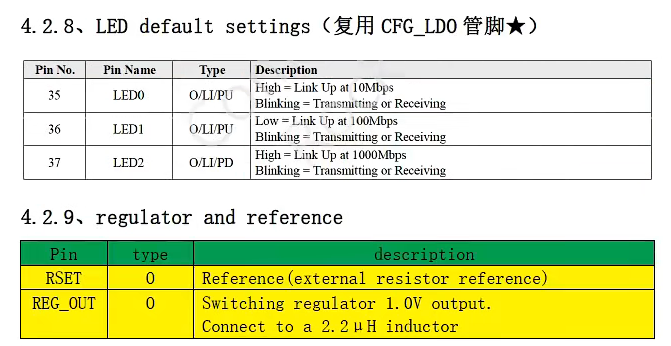 4.2.8、LED default settings（复用 CFG_LDO 管脚★）
Pin No. Pin Name Type Description
35 LED0 O/LI/PU High = Link Up at 10Mbps
Blinking = Transmitting or Receiving
36 LED1 O/LI/PU Low = Link Up at 100Mbps
Blinking = Transmitting or Receiving
37 LED2 O/LI/PD High = Link Up at 1000Mbps
Blinking = Transmitting or Receiving
4.2.9、regulator and reference
Pin type description
RSET O Reference(external resistor reference)
REG_OUT O Switching regulator 1.0V output.
Connect to a 2.2μH inductor